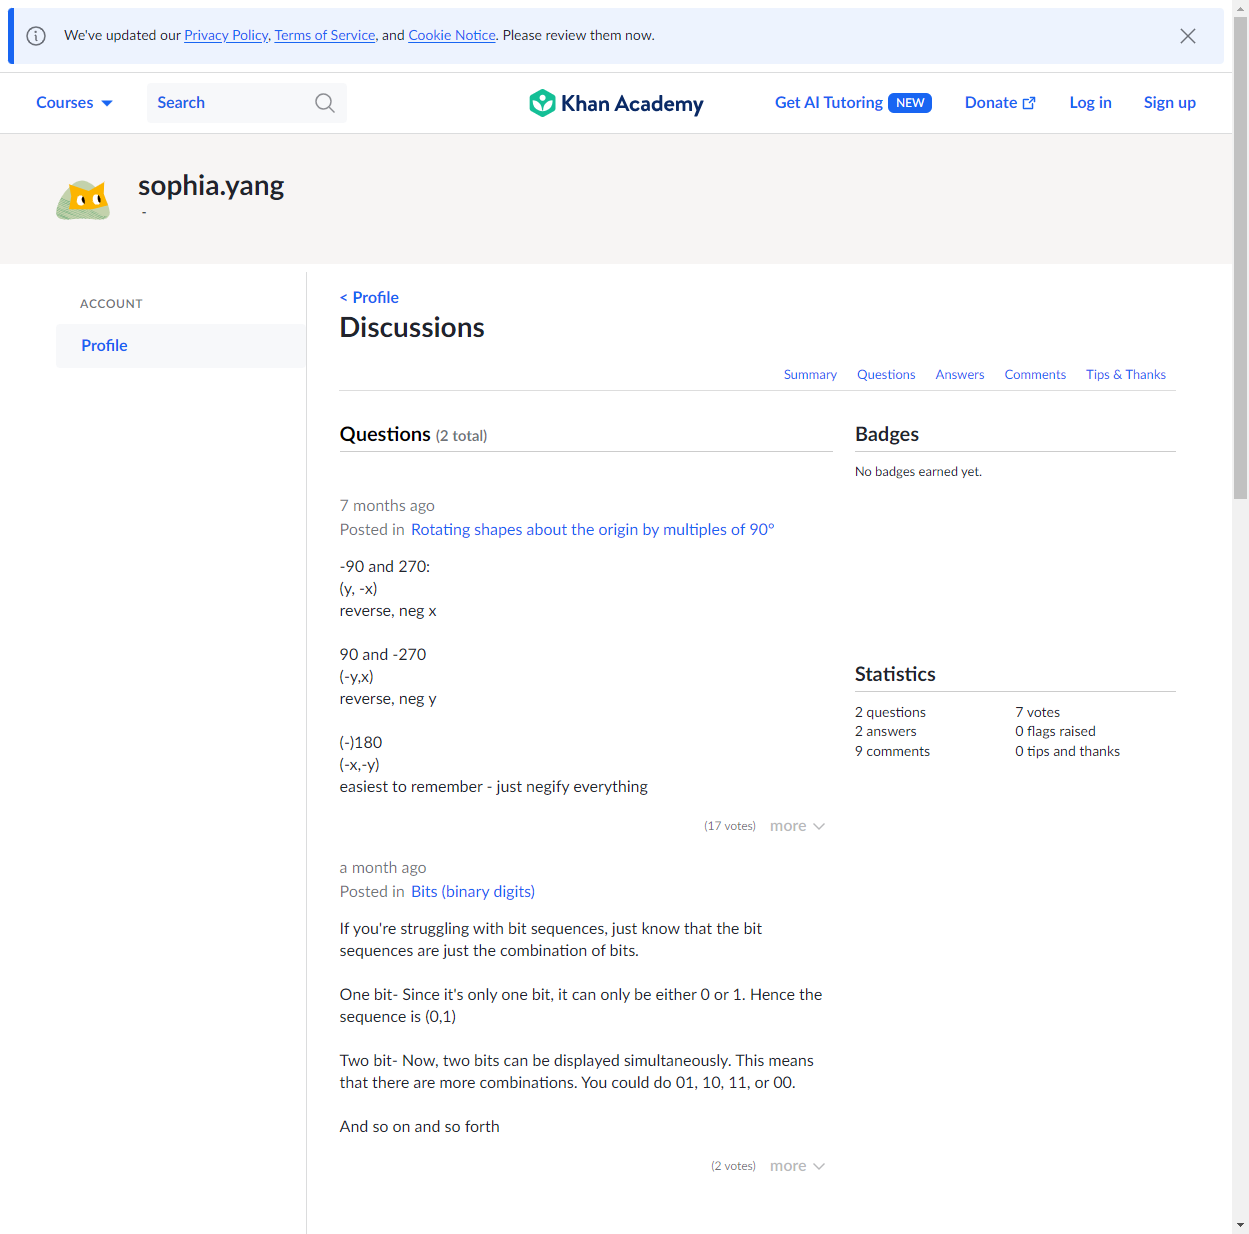 We've updated our Privacy Policy, Terms of Service, and Cookie Notice. Please review them now.
Courses
Search
Khan Academy
Get AI Tutoring NEW
Donate
Log in
Sign up
sophia.yang
-
ACCOUNT
Profile
< Profile
Discussions
Summary
Questions
Answers
Comments
Tips & Thanks
Questions (2 total)
7 months ago
Posted in Rotating shapes about the origin by multiples of 90°
-90 and 270:
(y, -x)
reverse, neg x
90 and -270
(-y,x)
reverse, neg y
(-)180
(-x,-y)
easiest to remember - just negify everything
(17 votes)
more
a month ago
Posted in Bits (binary digits)
If you're struggling with bit sequences, just know that the bit
sequences are just the combination of bits.
One bit- Since it's only one bit, it can only be either 0 or 1. Hence the
sequence is (0,1)
Two bit- Now, two bits can be displayed simultaneously. This means
that there are more combinations. You could do 01, 10, 11, or 00.
And so on and so forth
(2 votes)
more
Badges
No badges earned yet.
Statistics
2 questions
2 answers
9 comments
7 votes
0 flags raised
0 tips and thanks